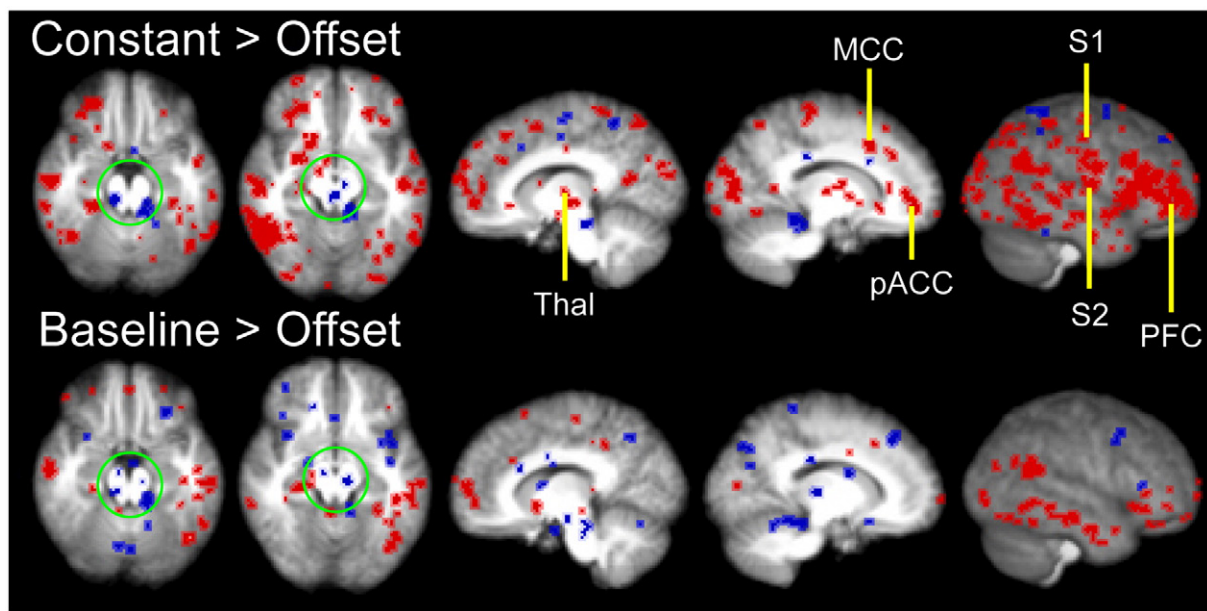 Constant > Offset
MCC
S1
Thal
pACC
S2
PFC
Baseline > Offset